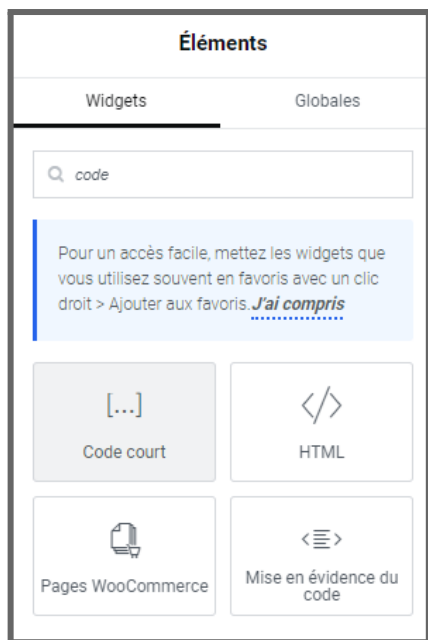 Éléments
Widgets
Globales
code
Pour un accès facile, mettez les widgets que
vous utilisez souvent en favoris avec un clic
droit > Ajouter aux favoris. J'ai compris
[...]
Code court
</>
HTML
Pages WooCommerce
Mise en évidence du
code